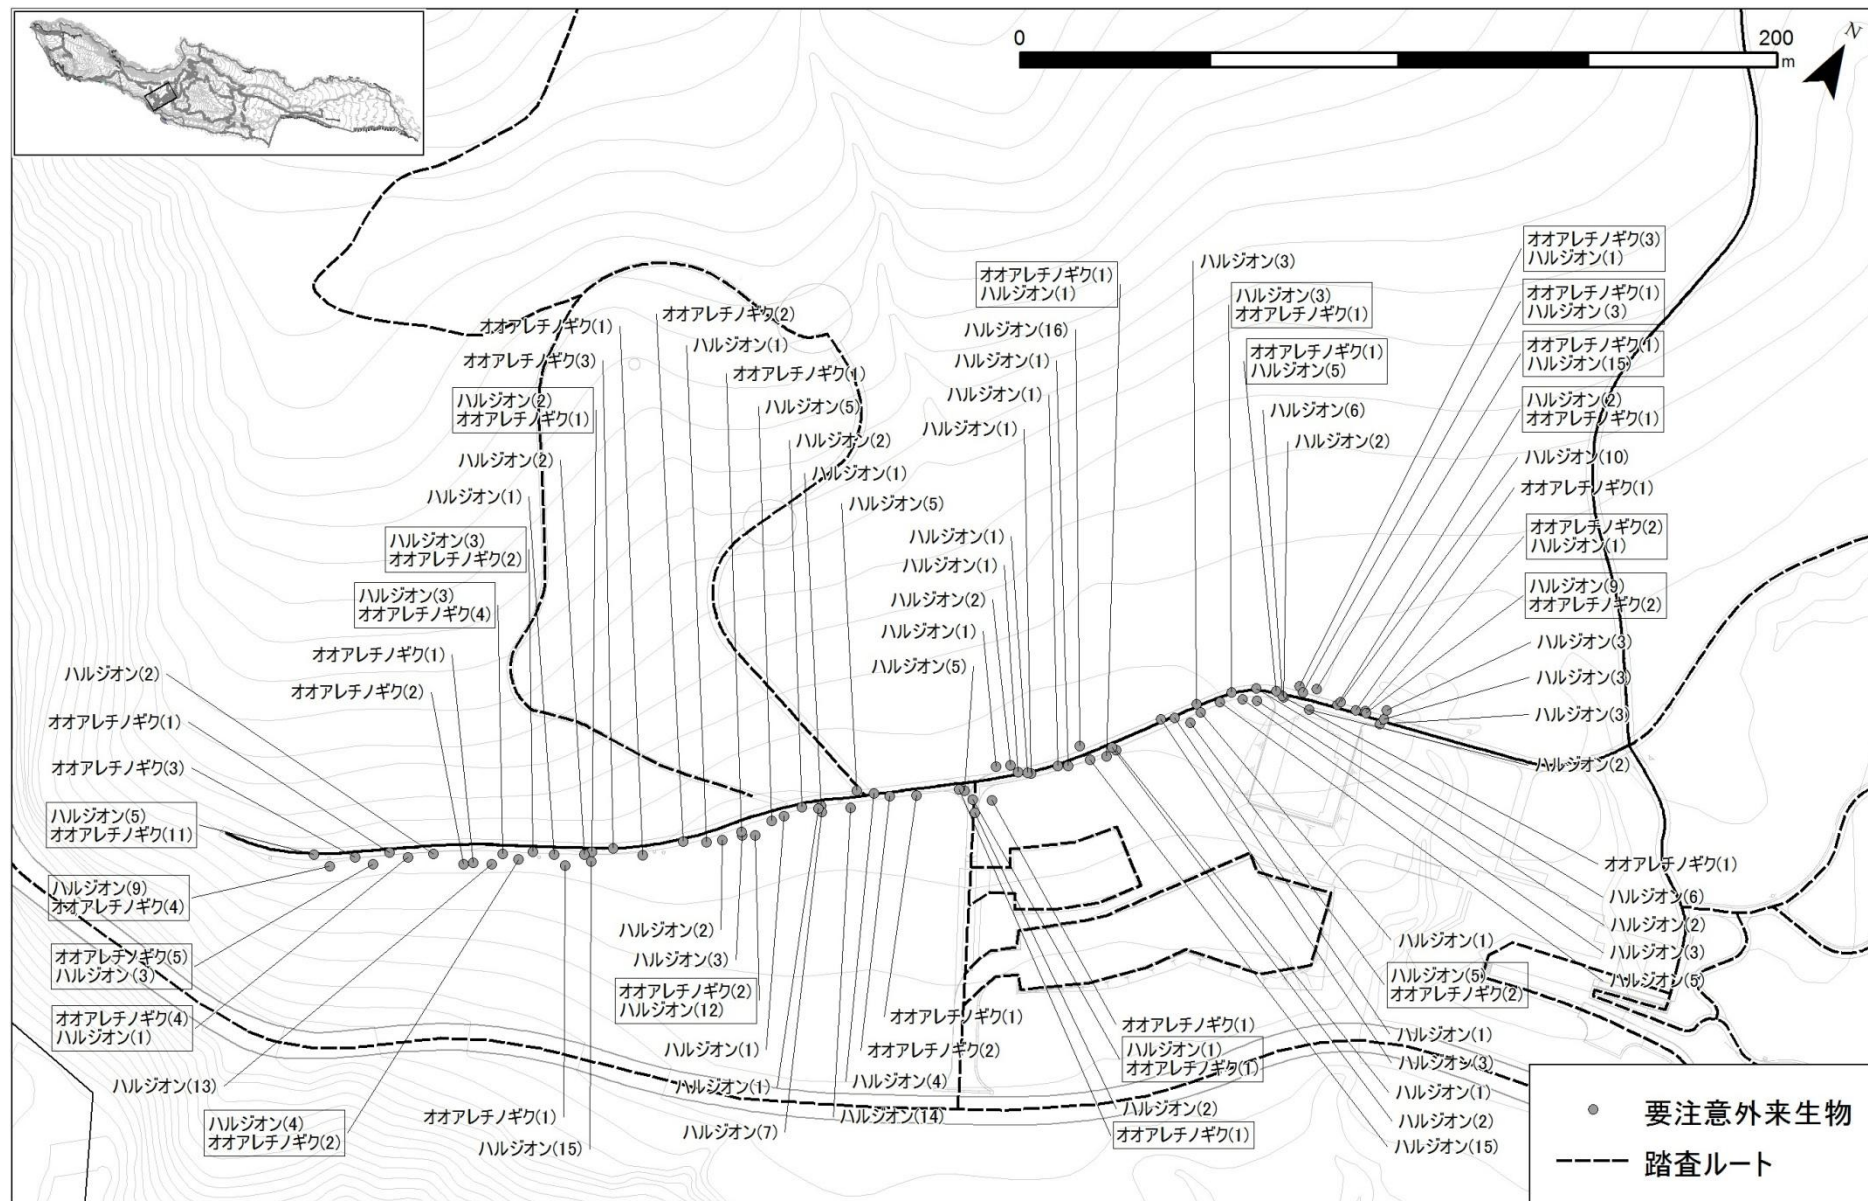 0
200
m
N
オオアレチノギク(3)
ハルジオン(1)
ハルジオン(3)
オオアレチノギク(1)
ハルジオン(1)
オオアレチノギク(1)
ハルジオン(3)
ハルジオン(3)
オオアレチノギク(1)
オオアレチノギク(2)
オオアレチノギク(1)
ハルジオン(16)
オオアレチノギク(1)
ハルジオン(15)
ハルジオン(1)
オオアレチノギク(1)
ハルジオン(5)
オオアレチノギク(3)
ハルジオン(1)
オオアレチノギク(1)
ハルジオン(2)
オオアレチノギク(1)
ハルジオン(1)
ハルジオン(2)
オオアレチノギク(1)
ハルジオン(5)
ハルジオン(6)
ハルジオン(1)
ハルジオン(2)
ハルジオン(2)
ハルジオン(2)
ハルジオン(10)
ハルジオン(1)
オオアレチノギク(1)
ハルジオン(1)
ハルジオン(5)
オオアレチノギク(2)
ハルジオン(1)
ハルジオン(3)
オオアレチノギク(2)
ハルジオン(1)
ハルジオン(1)
ハルジオン(9)
オオアレチノギク(2)
ハルジオン(3)
オオアレチノギク(4)
ハルジオン(2)
ハルジオン(1)
ハルジオン(3)
オオアレチノギク(1)
ハルジオン(5)
ハルジオン(3)
ハルジオン(2)
オオアレチノギク(2)
ハルジオン(3)
オオアレチノギク(1)
オオアレチノギク(3)
ハルジオン(2)
ハルジオン(5)
オオアレチノギク(11)
オオアレチノギク(1)
ハルジオン(9)
オオアレチノギク(4)
ハルジオン(6)
ハルジオン(2)
ハルジオン(2)
ハルジオン(1)
ハルジオン(3)
オオアレチノギク(5)
ハルジオン(3)
ハルジオン(3)
ハルジオン(5)
オオアレチノギク(2)
ハルジオン(5)
オオアレチノギク(2)
ハルジオン(12)
オオアレチノギク(4)
ハルジオン(1)
オオアレチノギク(1)
オオアレチノギク(1)
ハルジオン(1)
ハルジオン(1)
オオアレチノギク(2)
ハルジオン(1)
オオアレチノギク(1)
ハルジオン(3)
ハルジオン(13)
ハルジオン(1)
ハルジオン(4)
ハルジオン(1)
ハルジオン(4)
オオアレチノギク(2)
オオアレチノギク(1)
ハルジオン(14)
ハルジオン(2)
ハルジオン(2)
ハルジオン(7)
オオアレチノギク(1)
ハルジオン(15)
ハルジオン(15)
要注意外来生物
踏査ルート